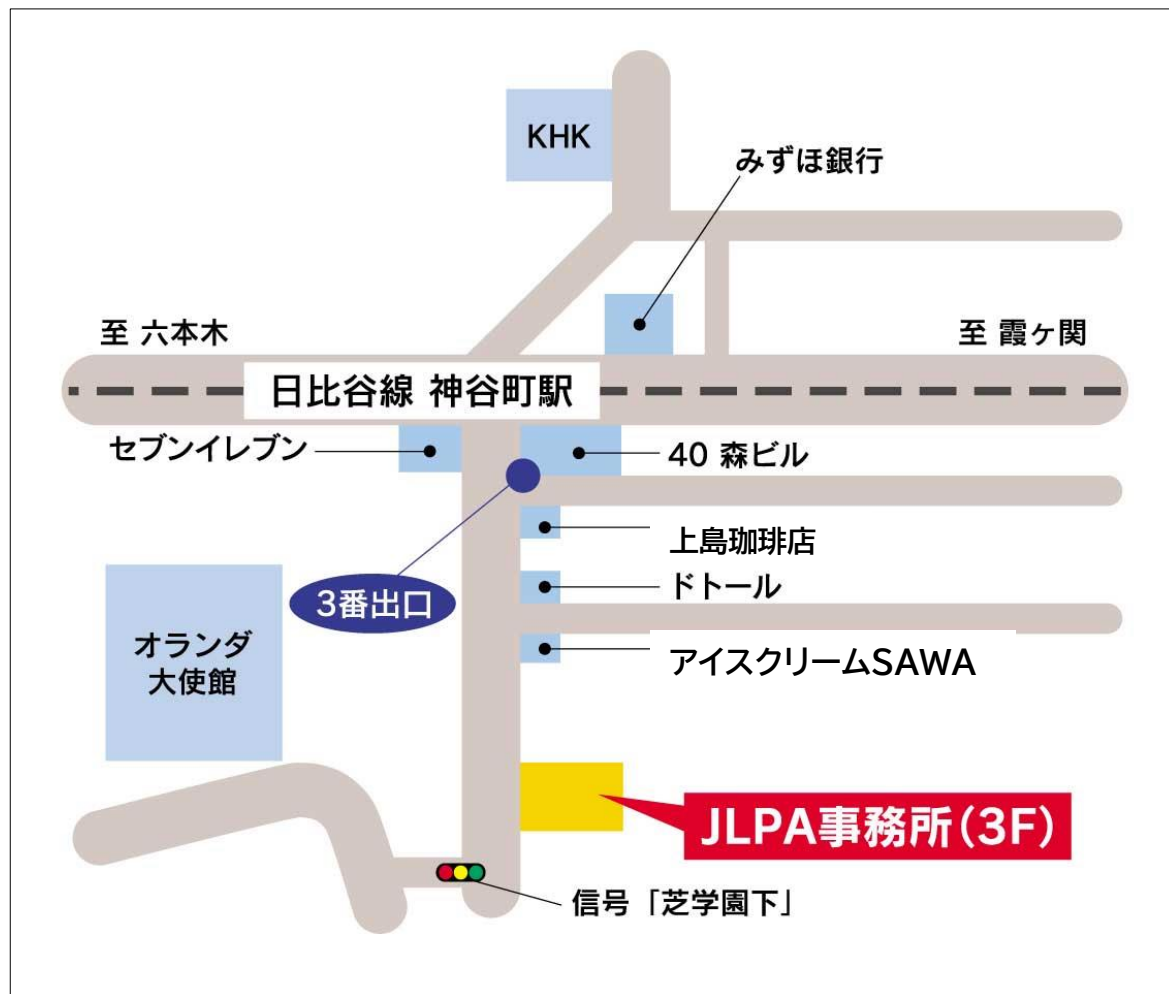 KHK
みずほ銀行
至 六本木
至 霞ヶ関
日比谷線 神谷町駅
セブンイレブン
40 森ビル
上島珈琲店
ドトール
3番出口
オランダ
大使館
アイスクリームSAWA
JLPA事務所(3F)
信号「芝学園下」